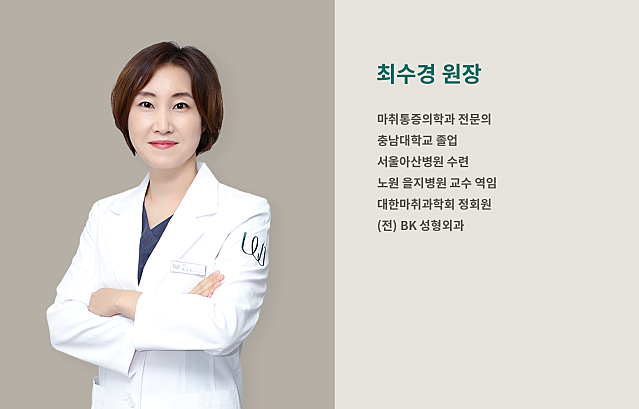 최수경 원장
마취통증의학과 전문의
충남대학교 졸업
서울아산병원 수련
노원 을지병원 교수 역임
대한마취과학회 정회원
(전) BK 성형외과